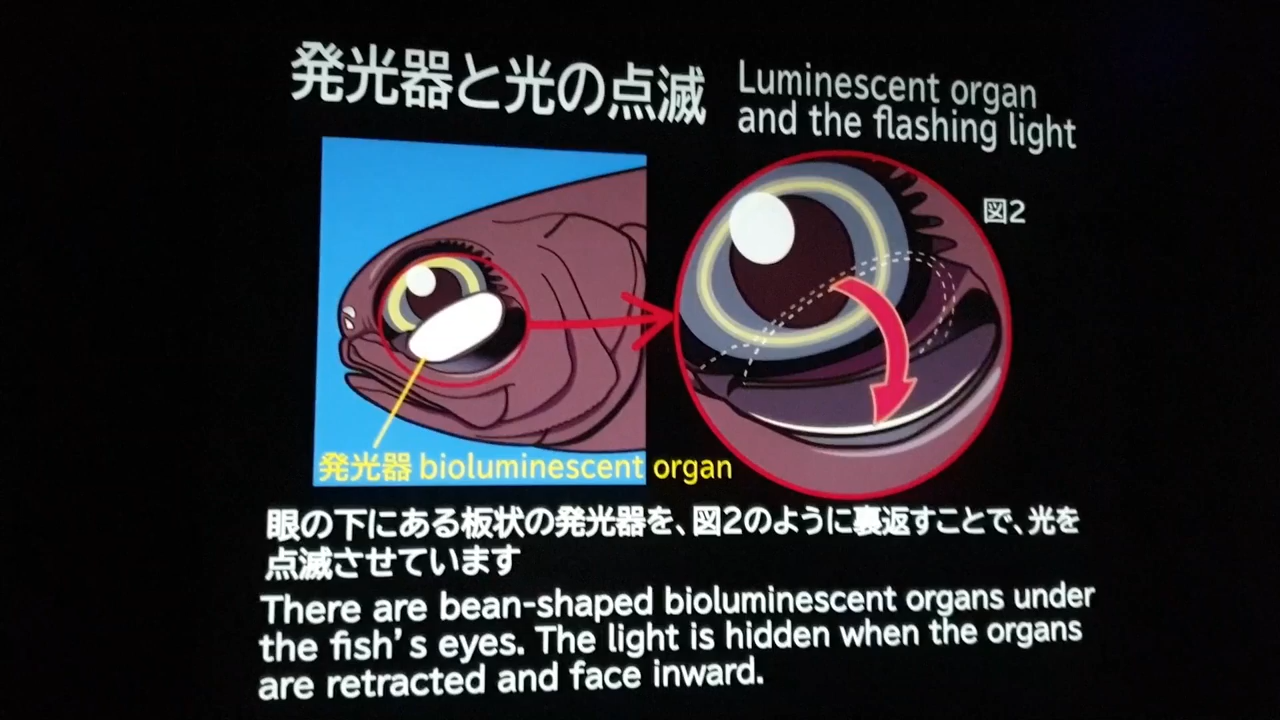 発光器と光の点滅
Luminescent organ
and the flashing light
図2
発光器 bioluminescent organ
眼の下にある板状の発光器を、図2のように裏返すことで、光を
点滅させています
There are bean-shaped bioluminescent organs under
the fish’s eyes. The light is hidden when the organs
are retracted and face inward.